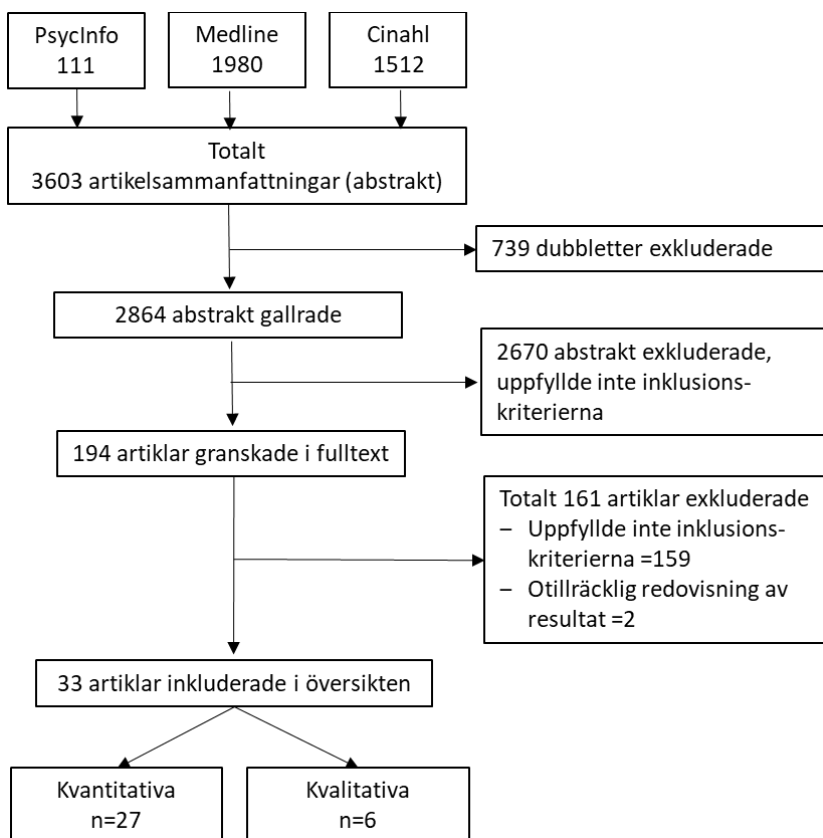 PsycInfo
111
Medline
1980
Cinahl
1512
Totalt
3603 artikelsammanfattningar (abstrakt)
739 dubbletter exkluderade
2864 abstrakt gallrade
2670 abstrakt exkluderade,
uppfyllde inte inklusions-
kriterierna
194 artiklar granskade i fulltext
Totalt 161 artiklar exkluderade
– Uppfyllde inte inklusions-
kriterierna =159
– Otillräcklig redovisning av
resultat =2
33 artiklar inkluderade i översikten
Kvantitativa
n=27
Kvalitativa
n=6